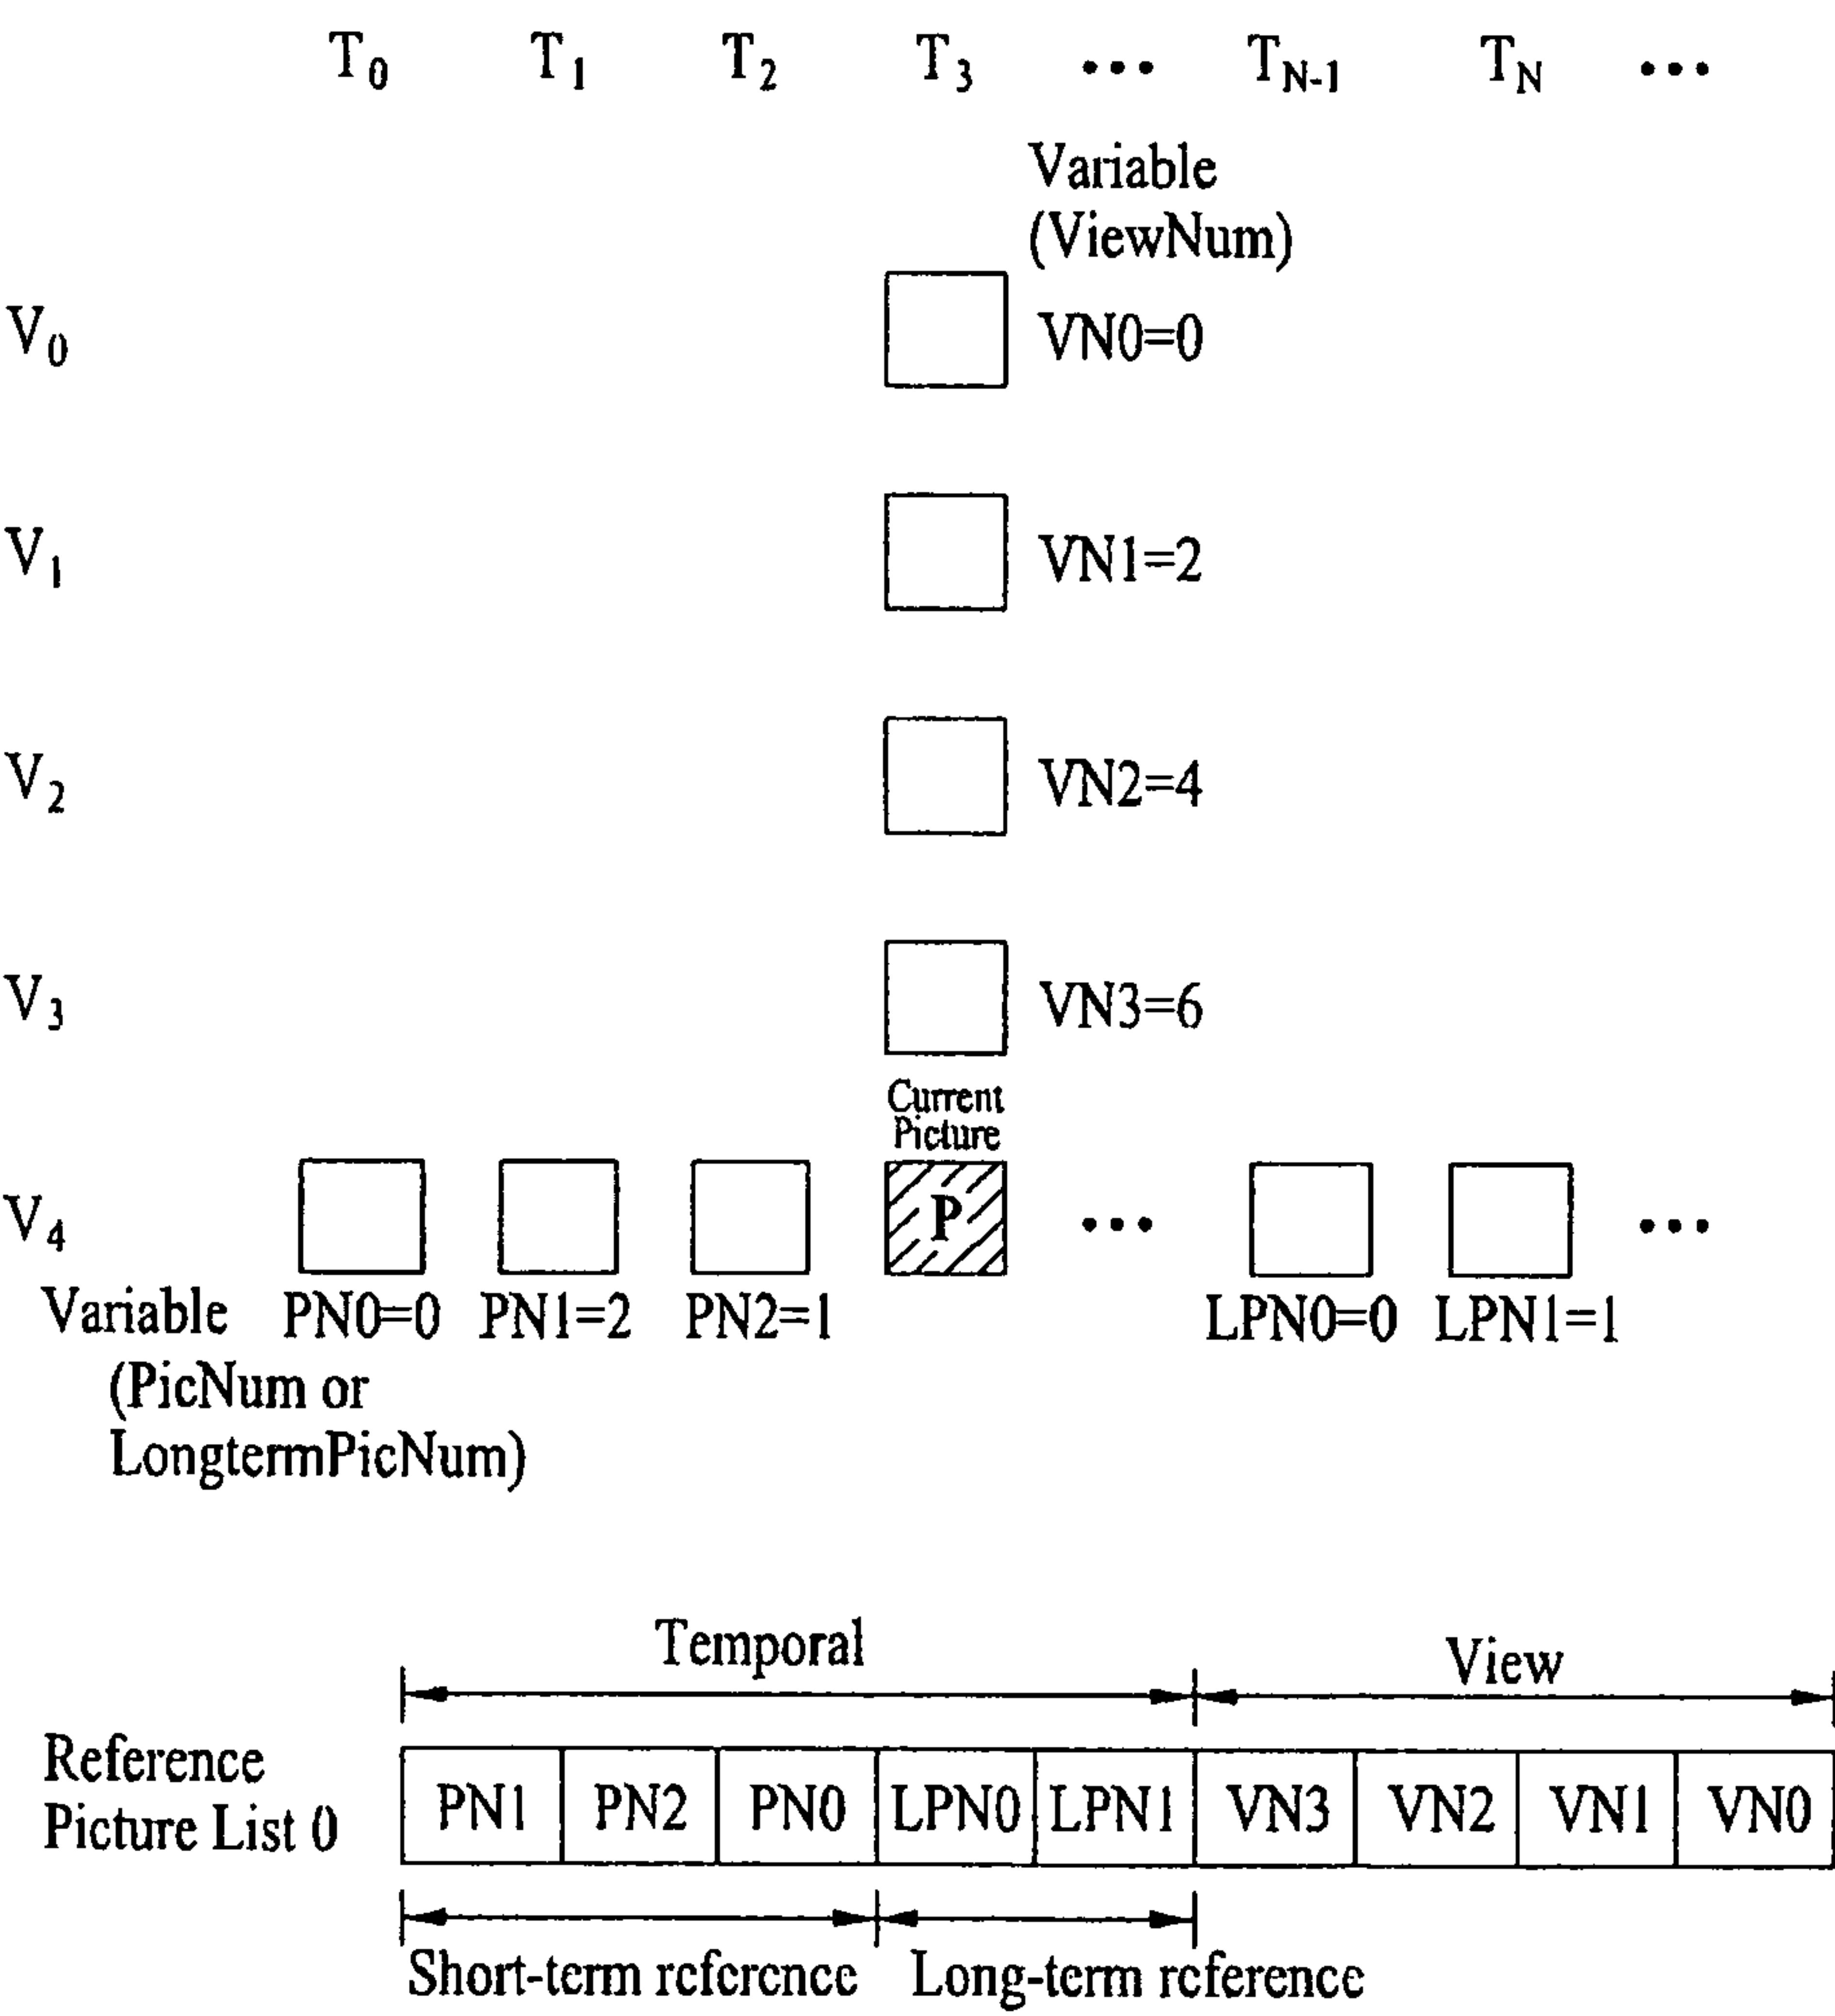 T0 T1 T2 T3 ••• TN-1 TN •••
Variable
(ViewNum)
V0 VN0=0
V1 VN1=2
V2 VN2=4
V3 VN3=6
Current
Picture
V4 P ••• •••
Variable PN0=0 PN1=2 PN2=1 LPN0=0 LPN1=1
(PicNum or
LongtermPicNum)
Temporal View
Reference
Picture List 0
PN1 PN2 PN0 LPN0 LPN1 VN3 VN2 VN1 VN0
Short-term reference Long-term reference